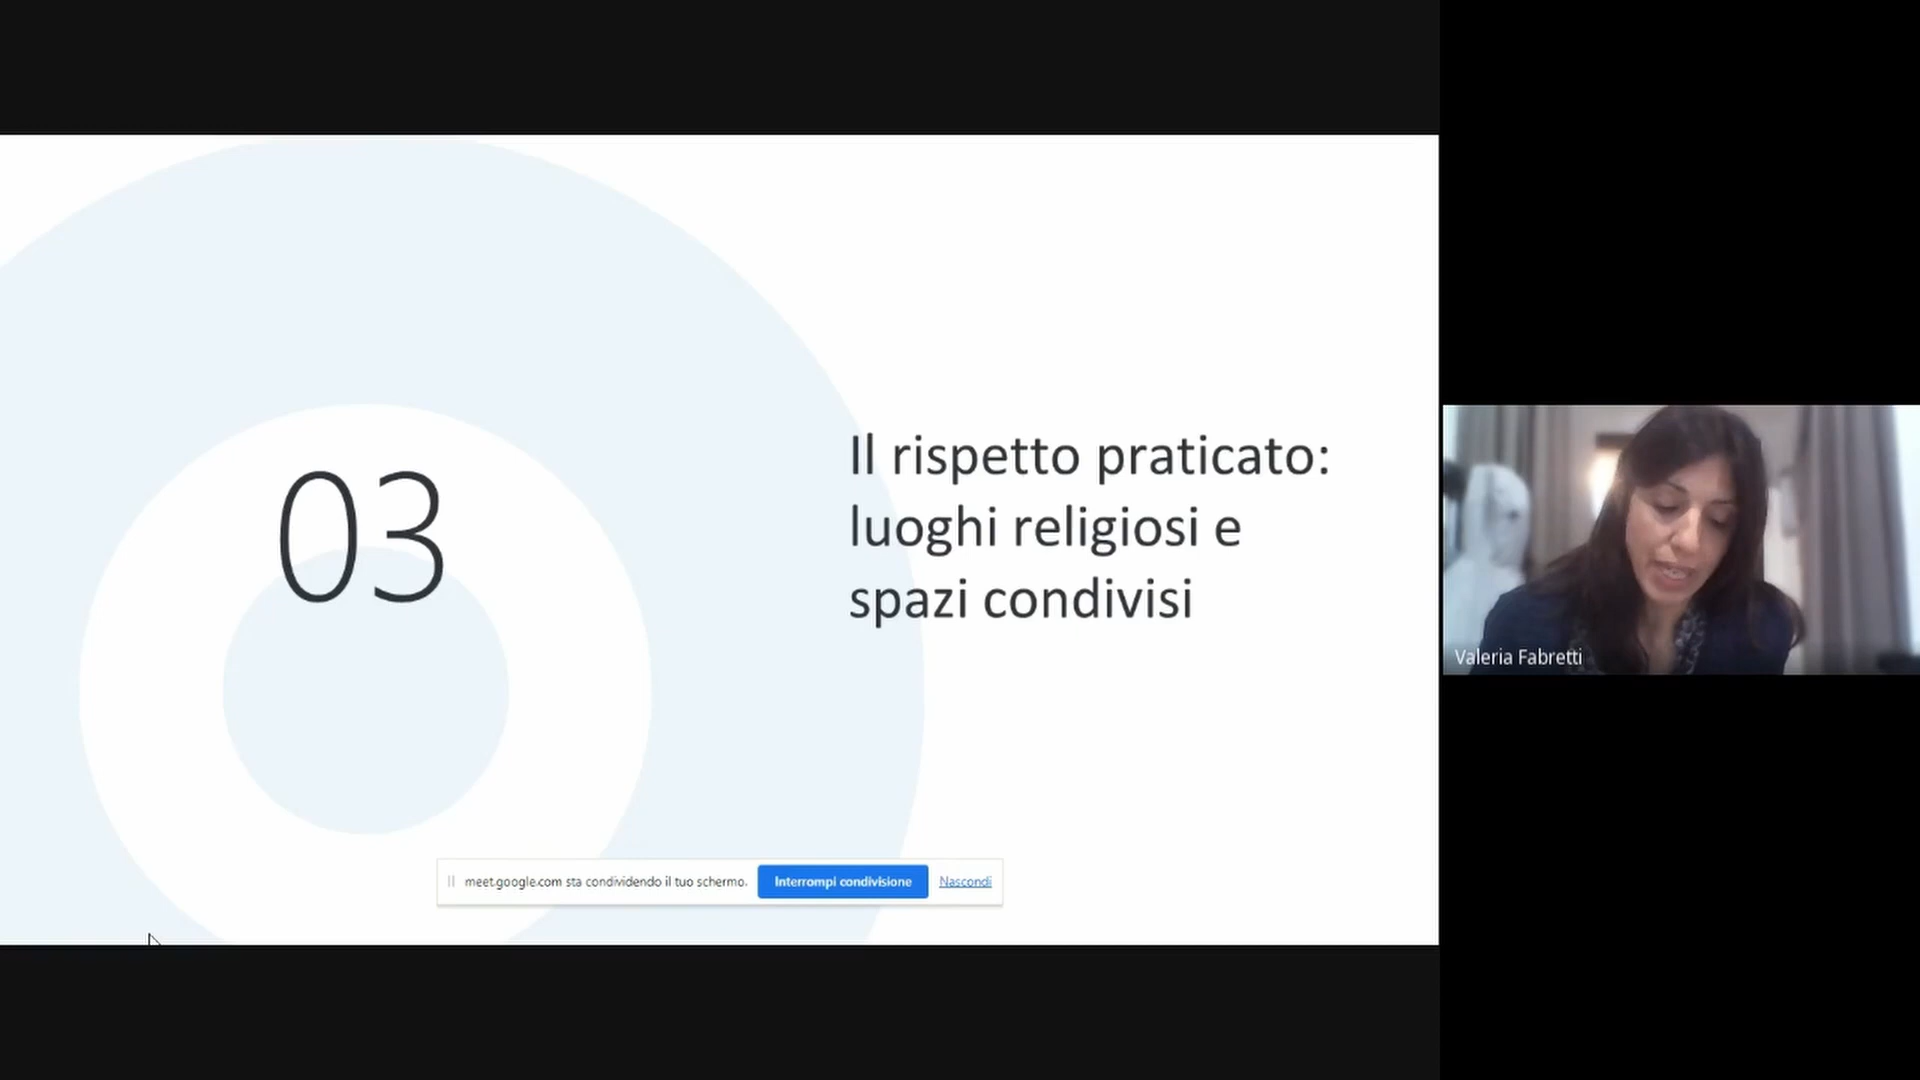 03
Il rispetto praticato:
luoghi religiosi e
spazi condivisi
Valeria Fabretti
meet.google.com sta condividendo il tuo schermo. Interrompi condivisione Nascondi